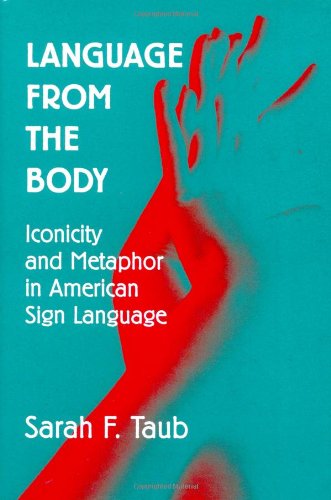 LANGUAGE
FROM
THE
BODY
Iconicity
and Metaphor
in American
Sign Language
Sarah F. Taub